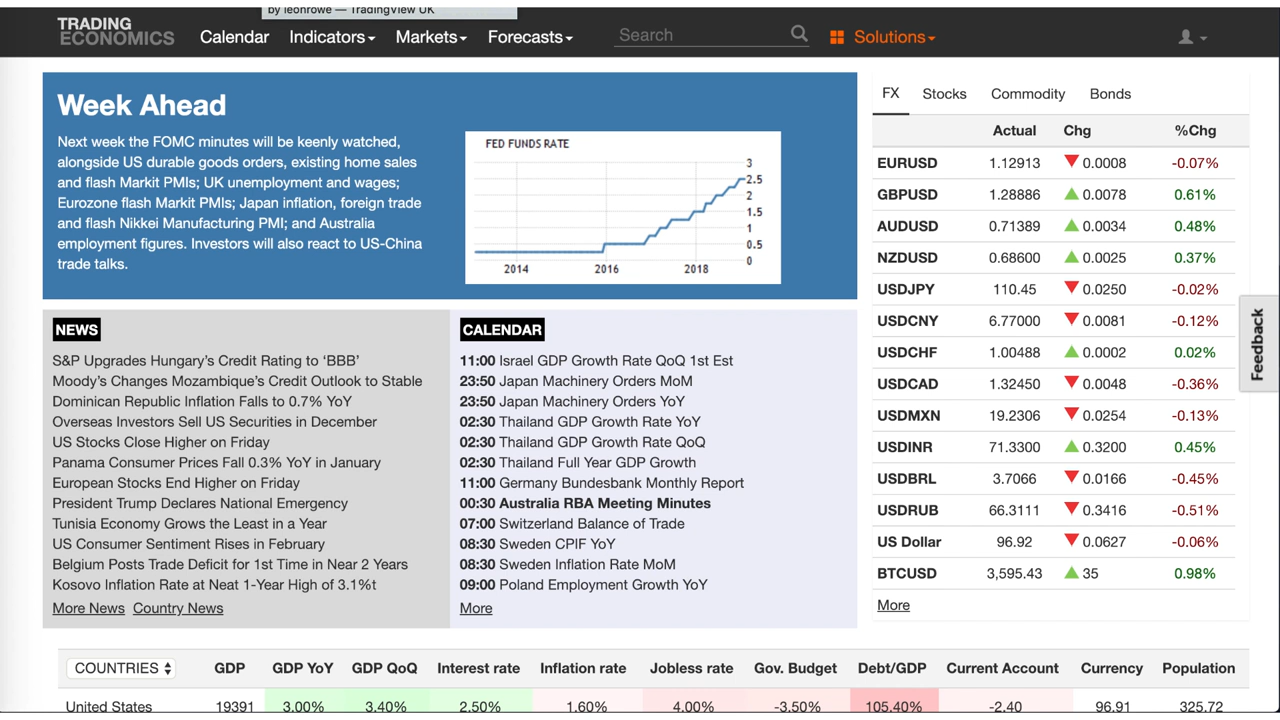 by leonrowe — TradingView UK
TRADING
ECONOMICS
Calendar Indicators Markets Forecasts Search Solutions
Week Ahead
Next week the FOMC minutes will be keenly watched,
alongside US durable goods orders, existing home sales
and flash Markit PMIs; UK unemployment and wages;
Eurozone flash Markit PMIs; Japan inflation, foreign trade
and flash Nikkei Manufacturing PMI; and Australia
employment figures. Investors will also react to US-China
trade talks.
FED FUNDS RATE
3
2.5
2
1.5
1
0.5
0
2014 2016 2018
NEWS
S&P Upgrades Hungary's Credit Rating to 'BBB'
Moody's Changes Mozambique's Credit Outlook to Stable
Dominican Republic Inflation Falls to 0.7% YoY
Overseas Investors Sell US Securities in December
US Stocks Close Higher on Friday
Panama Consumer Prices Fall 0.3% YoY in January
European Stocks End Higher on Friday
President Trump Declares National Emergency
Tunisia Economy Grows the Least in a Year
US Consumer Sentiment Rises in February
Belgium Posts Trade Deficit for 1st Time in Near 2 Years
Kosovo Inflation Rate at Neat 1-Year High of 3.1%t
More News Country News
CALENDAR
11:00 Israel GDP Growth Rate QoQ 1st Est
23:50 Japan Machinery Orders MoM
23:50 Japan Machinery Orders YoY
02:30 Thailand GDP Growth Rate YoY
02:30 Thailand GDP Growth Rate QoQ
02:30 Thailand Full Year GDP Growth
11:00 Germany Bundesbank Monthly Report
00:30 Australia RBA Meeting Minutes
07:00 Switzerland Balance of Trade
08:30 Sweden CPIF YoY
08:30 Sweden Inflation Rate MoM
09:00 Poland Employment Growth YoY
More
FX Stocks Commodity Bonds
Actual Chg %Chg
EURUSD 1.12913 0.0008 -0.07%
GBPUSD 1.28886 0.0078 0.61%
AUDUSD 0.71389 0.0034 0.48%
NZDUSD 0.68600 0.0025 0.37%
USDJPY 110.45 0.0250 -0.02%
USDCNY 6.77000 0.0081 -0.12%
USDCHF 1.00488 0.0002 0.02%
USDCAD 1.32450 0.0048 -0.36%
USDMXN 19.2306 0.0254 -0.13%
USDINR 71.3300 0.3200 0.45%
USDBRL 3.7066 0.0166 -0.45%
USDRUB 66.3111 0.3416 -0.51%
US Dollar 96.92 0.0627 -0.06%
BTCUSD 3,595.43 35 0.98%
More
Feedback
COUNTRIES GDP GDP YoY GDP QoQ Interest rate Inflation rate Jobless rate Gov. Budget Debt/GDP Current Account Currency Population
United States 19391 3.00% 3.40% 2.50% 1.60% 4.00% -3.50% 105.40% -2.40 96.91 325.72